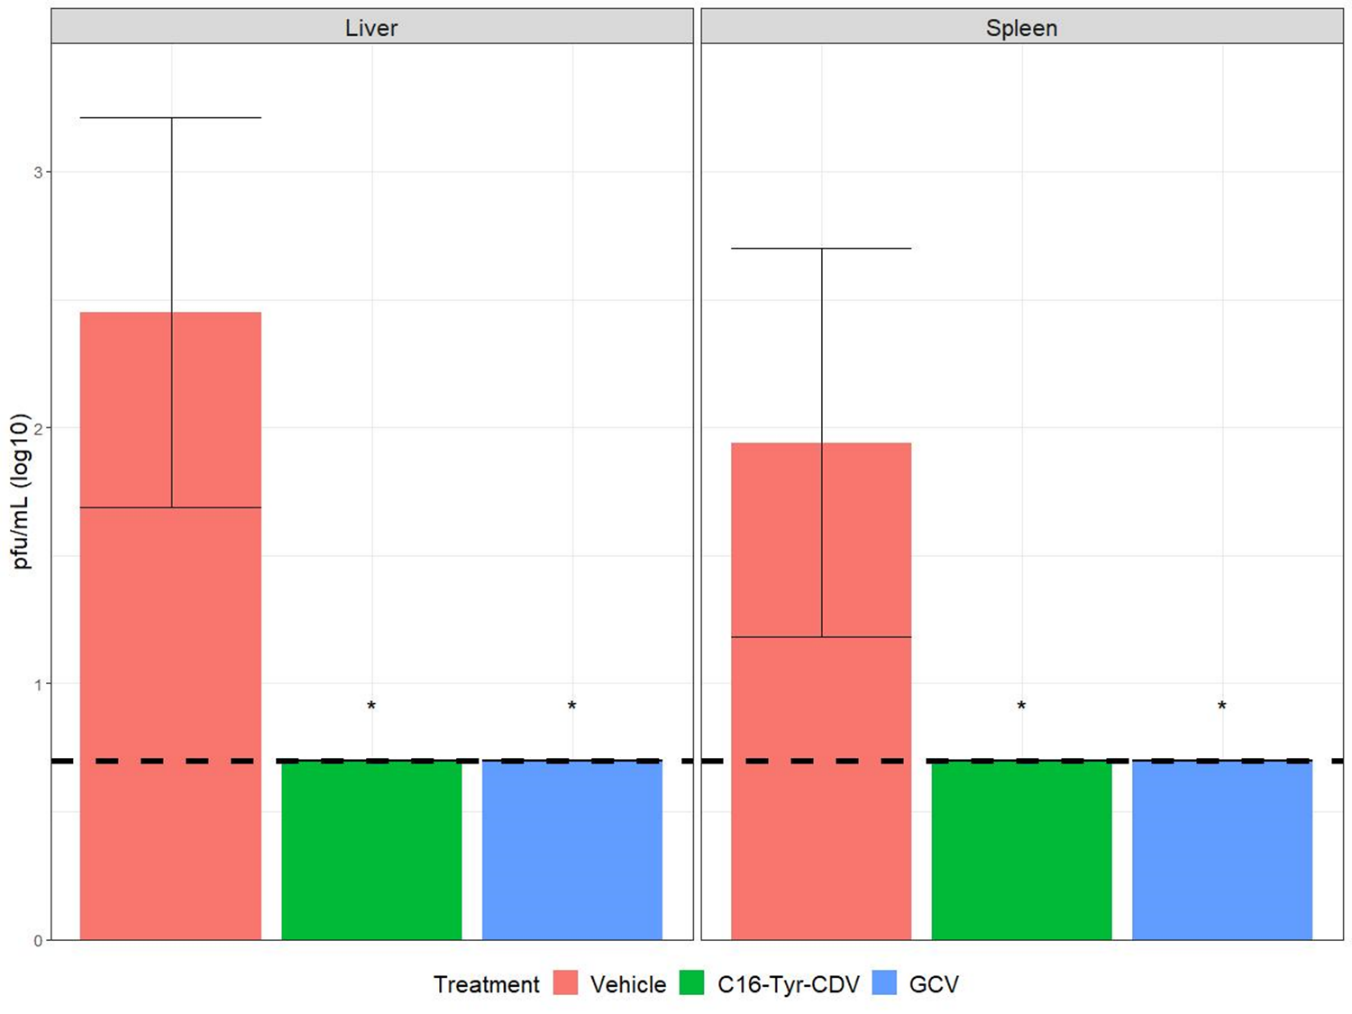 Liver
Spleen
pfu/mL (log10)
3
2
1
0
*
*
*
*
Treatment Vehicle C16-Tyr-CDV GCV